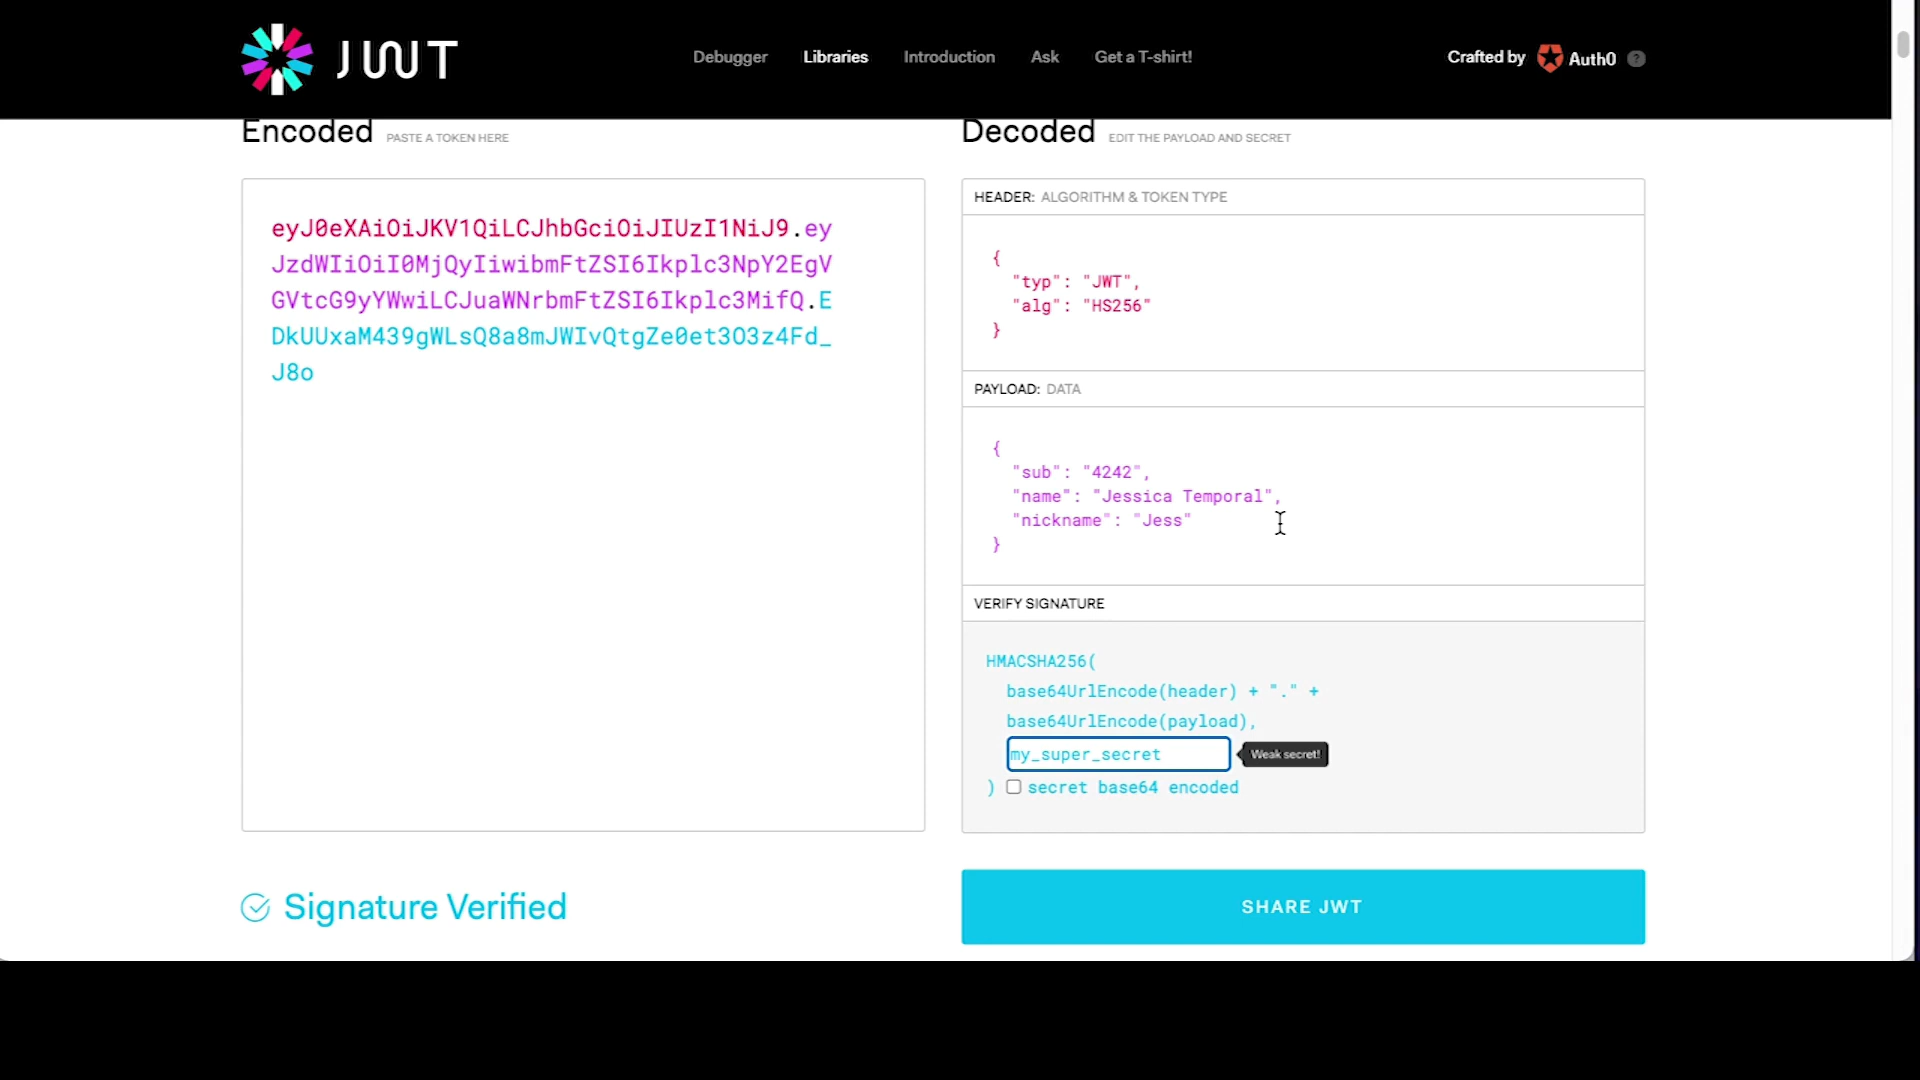 JWT
Debugger
Libraries
Introduction
Ask
Get a T-shirt!
Crafted by
Auth0
?
Encoded PASTE A TOKEN HERE
eyJ0eXAiOiJKV1QiLCJhbGciOiJIUzI1NiJ9.ey
JzdWIiOiI0MjQyIiwibmFtZSI6Ikplc3NpY2EgV
GVtcG9yYWwiLCJuaWNrbmFtZSI6Ikplc3MifQ.E
DkUUxaM439gWLsQ8a8mJWIvQtgZe0et3O3z4Fd_
J8o
Signature Verified
Decoded EDIT THE PAYLOAD AND SECRET
HEADER: ALGORITHM & TOKEN TYPE
{
"typ": "JWT",
"alg": "HS256"
}
PAYLOAD: DATA
{
"sub": "4242",
"name": "Jessica Temporal",
"nickname": "Jess"
}
VERIFY SIGNATURE
HMACSHA256(
base64UrlEncode(header) + "." +
base64UrlEncode(payload),
my_super_secret
Weak secret!
) secret base64 encoded
SHARE JWT